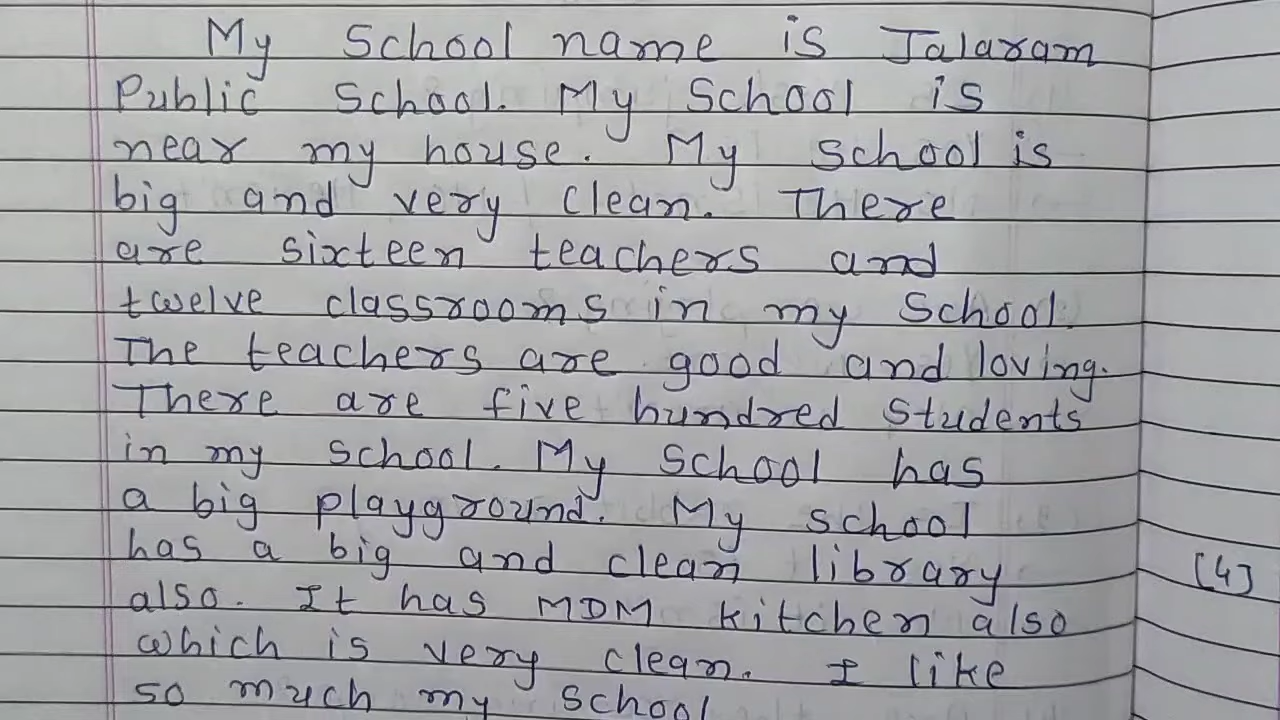 My School name is Jalaram
Public School. My School is
near my house. My School is
big and very clean. There
are sixteen teachers and
twelve classrooms in my School.
The teachers are good and loving.
There are five hundred students
in my school. My School has
a big playground. My school
has a big and clean library
also. It has MDM kitchen also
which is very clean. I like
so much my school
[4]